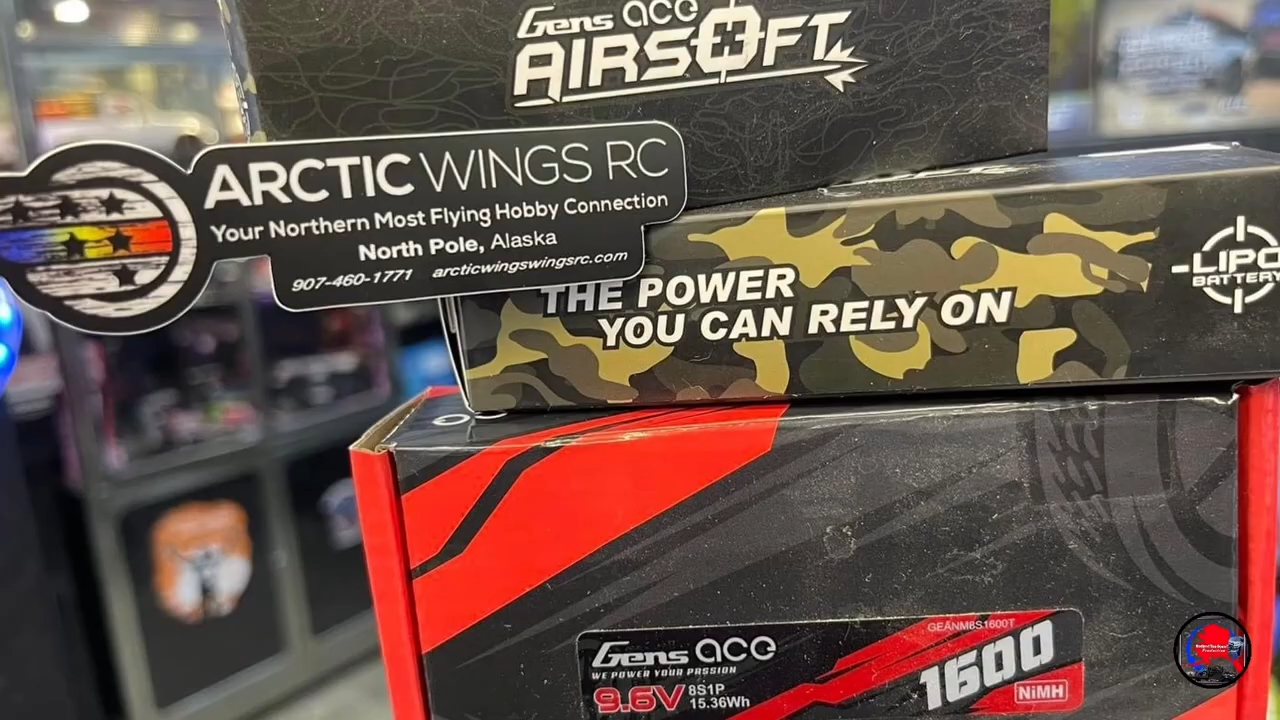 Gens ace
AIRSOFT
ARCTIC WINGS RC
Your Northern Most Flying Hobby Connection
North Pole, Alaska
907-460-1771 arcticwingswingsrc.com
THE POWER
YOU CAN RELY ON
LIPO
BATTERY
Gens ace
WE POWER YOUR PASSION
9.6V 8S1P
15.36Wh
GEANM8S1600T
1600
NiMH